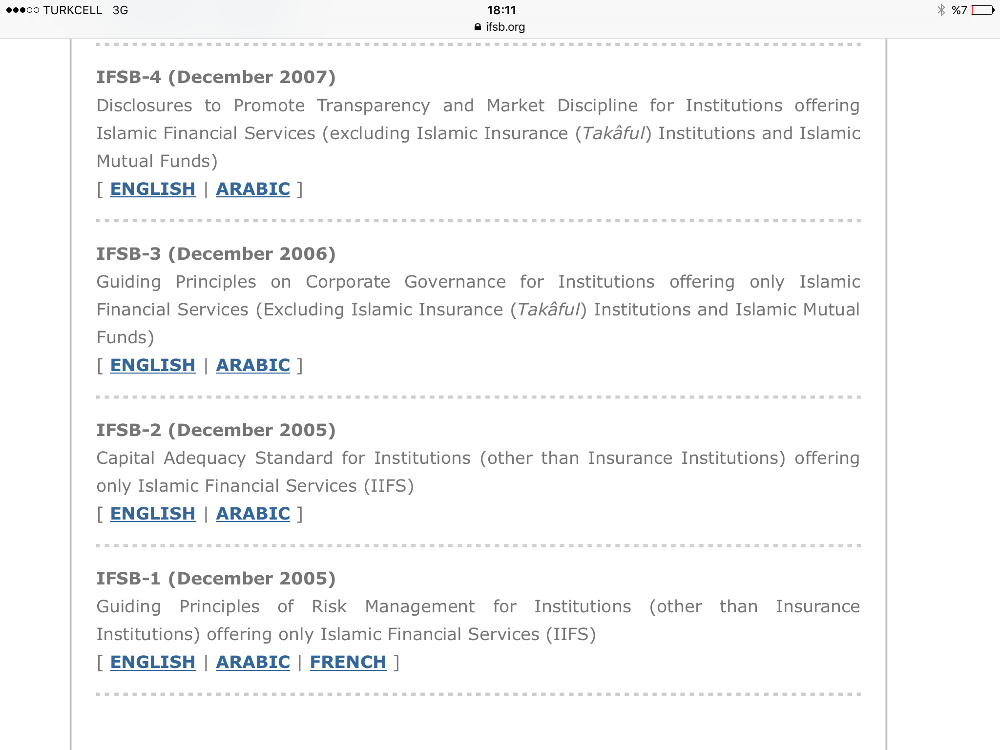 TURKCELL 3G 18:11 %7
ifsb.org
IFSB-4 (December 2007)
Disclosures to Promote Transparency and Market Discipline for Institutions offering
Islamic Financial Services (excluding Islamic Insurance (Takâful) Institutions and Islamic
Mutual Funds)
[ ENGLISH | ARABIC ]
IFSB-3 (December 2006)
Guiding Principles on Corporate Governance for Institutions offering only Islamic
Financial Services (Excluding Islamic Insurance (Takâful) Institutions and Islamic Mutual
Funds)
[ ENGLISH | ARABIC ]
IFSB-2 (December 2005)
Capital Adequacy Standard for Institutions (other than Insurance Institutions) offering
only Islamic Financial Services (IIFS)
[ ENGLISH | ARABIC ]
IFSB-1 (December 2005)
Guiding Principles of Risk Management for Institutions (other than Insurance
Institutions) offering only Islamic Financial Services (IIFS)
[ ENGLISH | ARABIC | FRENCH ]